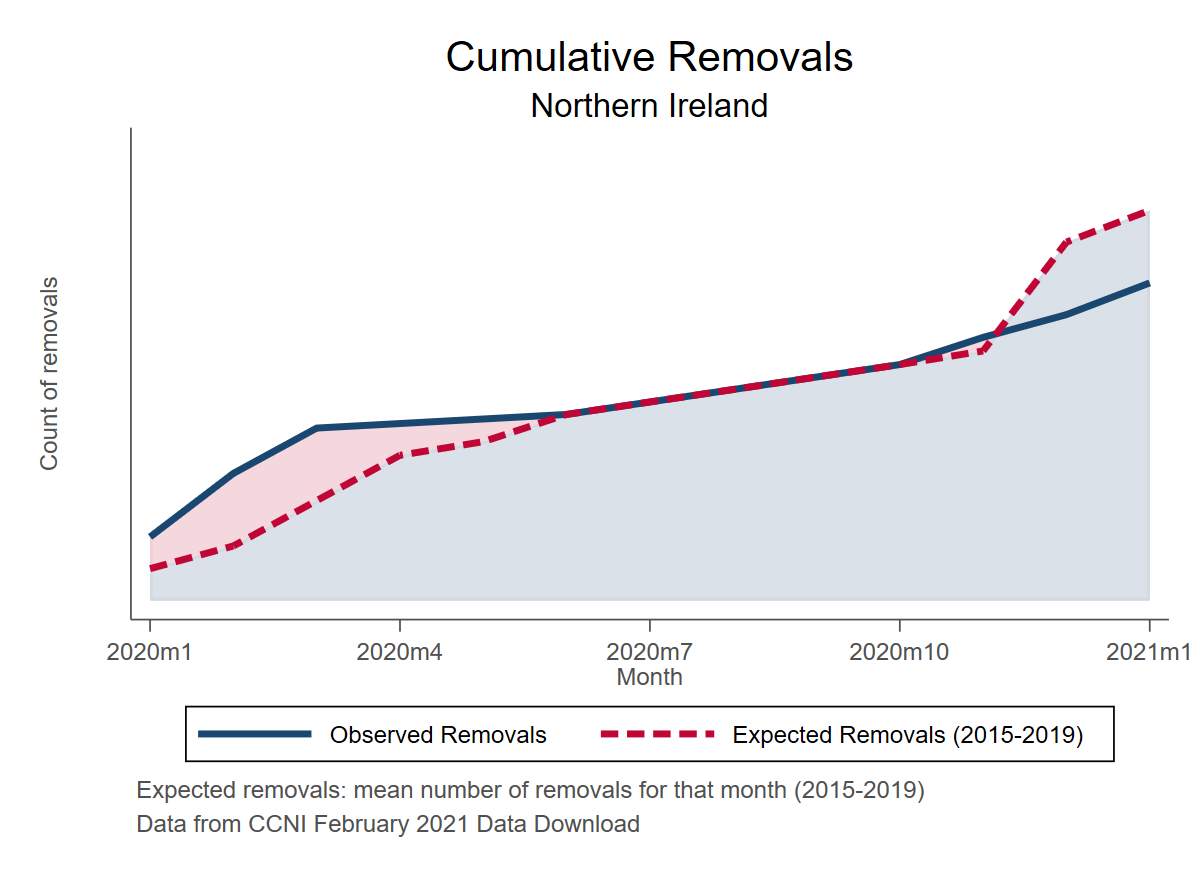 Cumulative Removals
Northern Ireland
Count of removals
2020m1 2020m4 2020m7 2020m10 2021m1
Month
Observed Removals Expected Removals (2015-2019)
Expected removals: mean number of removals for that month (2015-2019)
Data from CCNI February 2021 Data Download